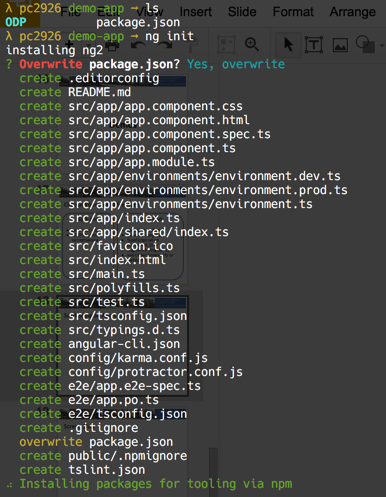 View Insert Slide Format Arrange
λ pc2926 demo-app → ls
ODP package.json
λ pc2926 demo-app → ng init
installing ng2
? Overwrite package.json? Yes, overwrite
create .editorconfig
create README.md
create src/app/app.component.css
create src/app/app.component.html
create src/app/app.component.spec.ts
create src/app/app.component.ts
create src/app/app.module.ts
create src/app/environments/environment.dev.ts
create src/app/environments/environment.prod.ts
create src/app/environments/environment.ts
create src/app/index.ts
create src/app/shared/index.ts
create src/favicon.ico
create src/index.html
create src/main.ts
create src/polyfills.ts
create src/test.ts
create src/tsconfig.json
create src/typings.d.ts
create angular-cli.json
create config/karma.conf.js
create config/protractor.conf.js
create e2e/app.e2e-spec.ts
create e2e/app.po.ts
create e2e/tsconfig.json
create .gitignore
overwrite package.json
create public/.npmignore
create tslint.json
Installing packages for tooling via npm